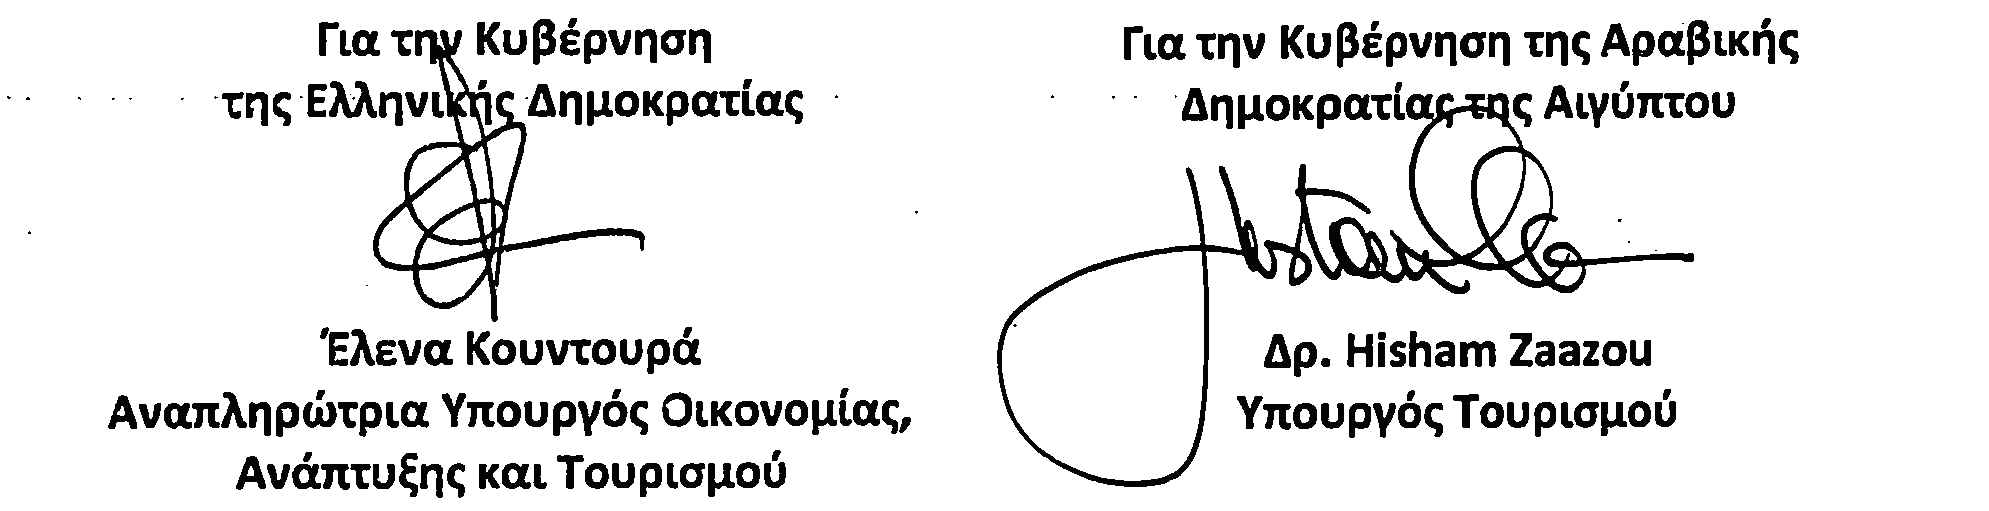 Για την Κυβέρνηση
της Ελληνικής Δημοκρατίας
Έλενα Κουντουρά
Αναπληρώτρια Υπουργός Οικονομίας,
Ανάπτυξης και Τουρισμού
Για την Κυβέρνηση της Αραβικής
Δημοκρατίας της Αιγύπτου
Δρ. Hisham Zaazou
Υπουργός Τουρισμού